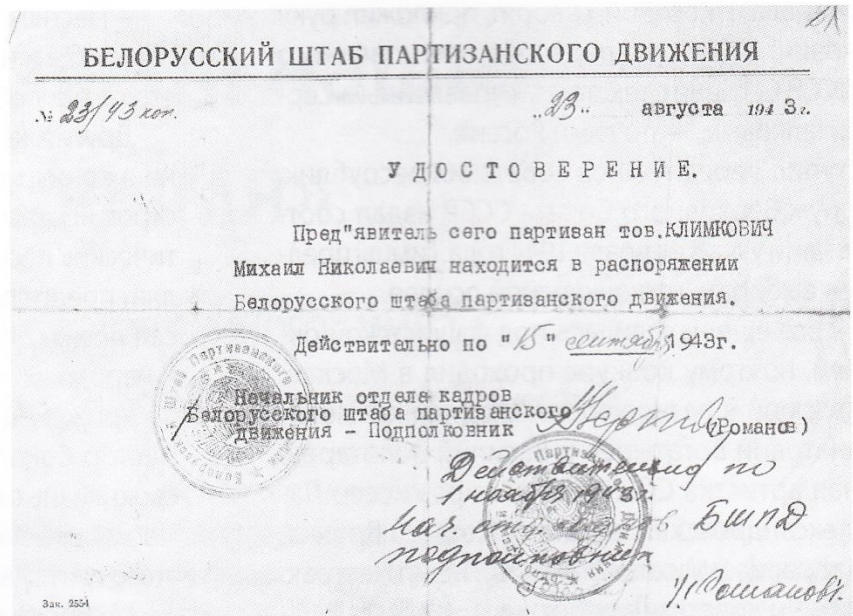 БЕЛОРУССКИЙ ШТАБ ПАРТИЗАНСКОГО ДВИЖЕНИЯ
№ 23/43 коп. „23„ августа 1943г.
УДОСТОВЕРЕНИЕ.
Пред"явитель сего партизан тов.КЛИМКОВИЧ
Михаил Николаевич находится в распоряжении
Белорусского штаба партизанского движения.
Действительно по "15" сентября 1943г.
Начальник отдела кадров
Белорусского штаба партизанского
движения - Подполковник (Романов)
Действительно по
1 ноября 1943г.
Нач отд кадров БШПД
подполковник
Романов
Зак. 2554